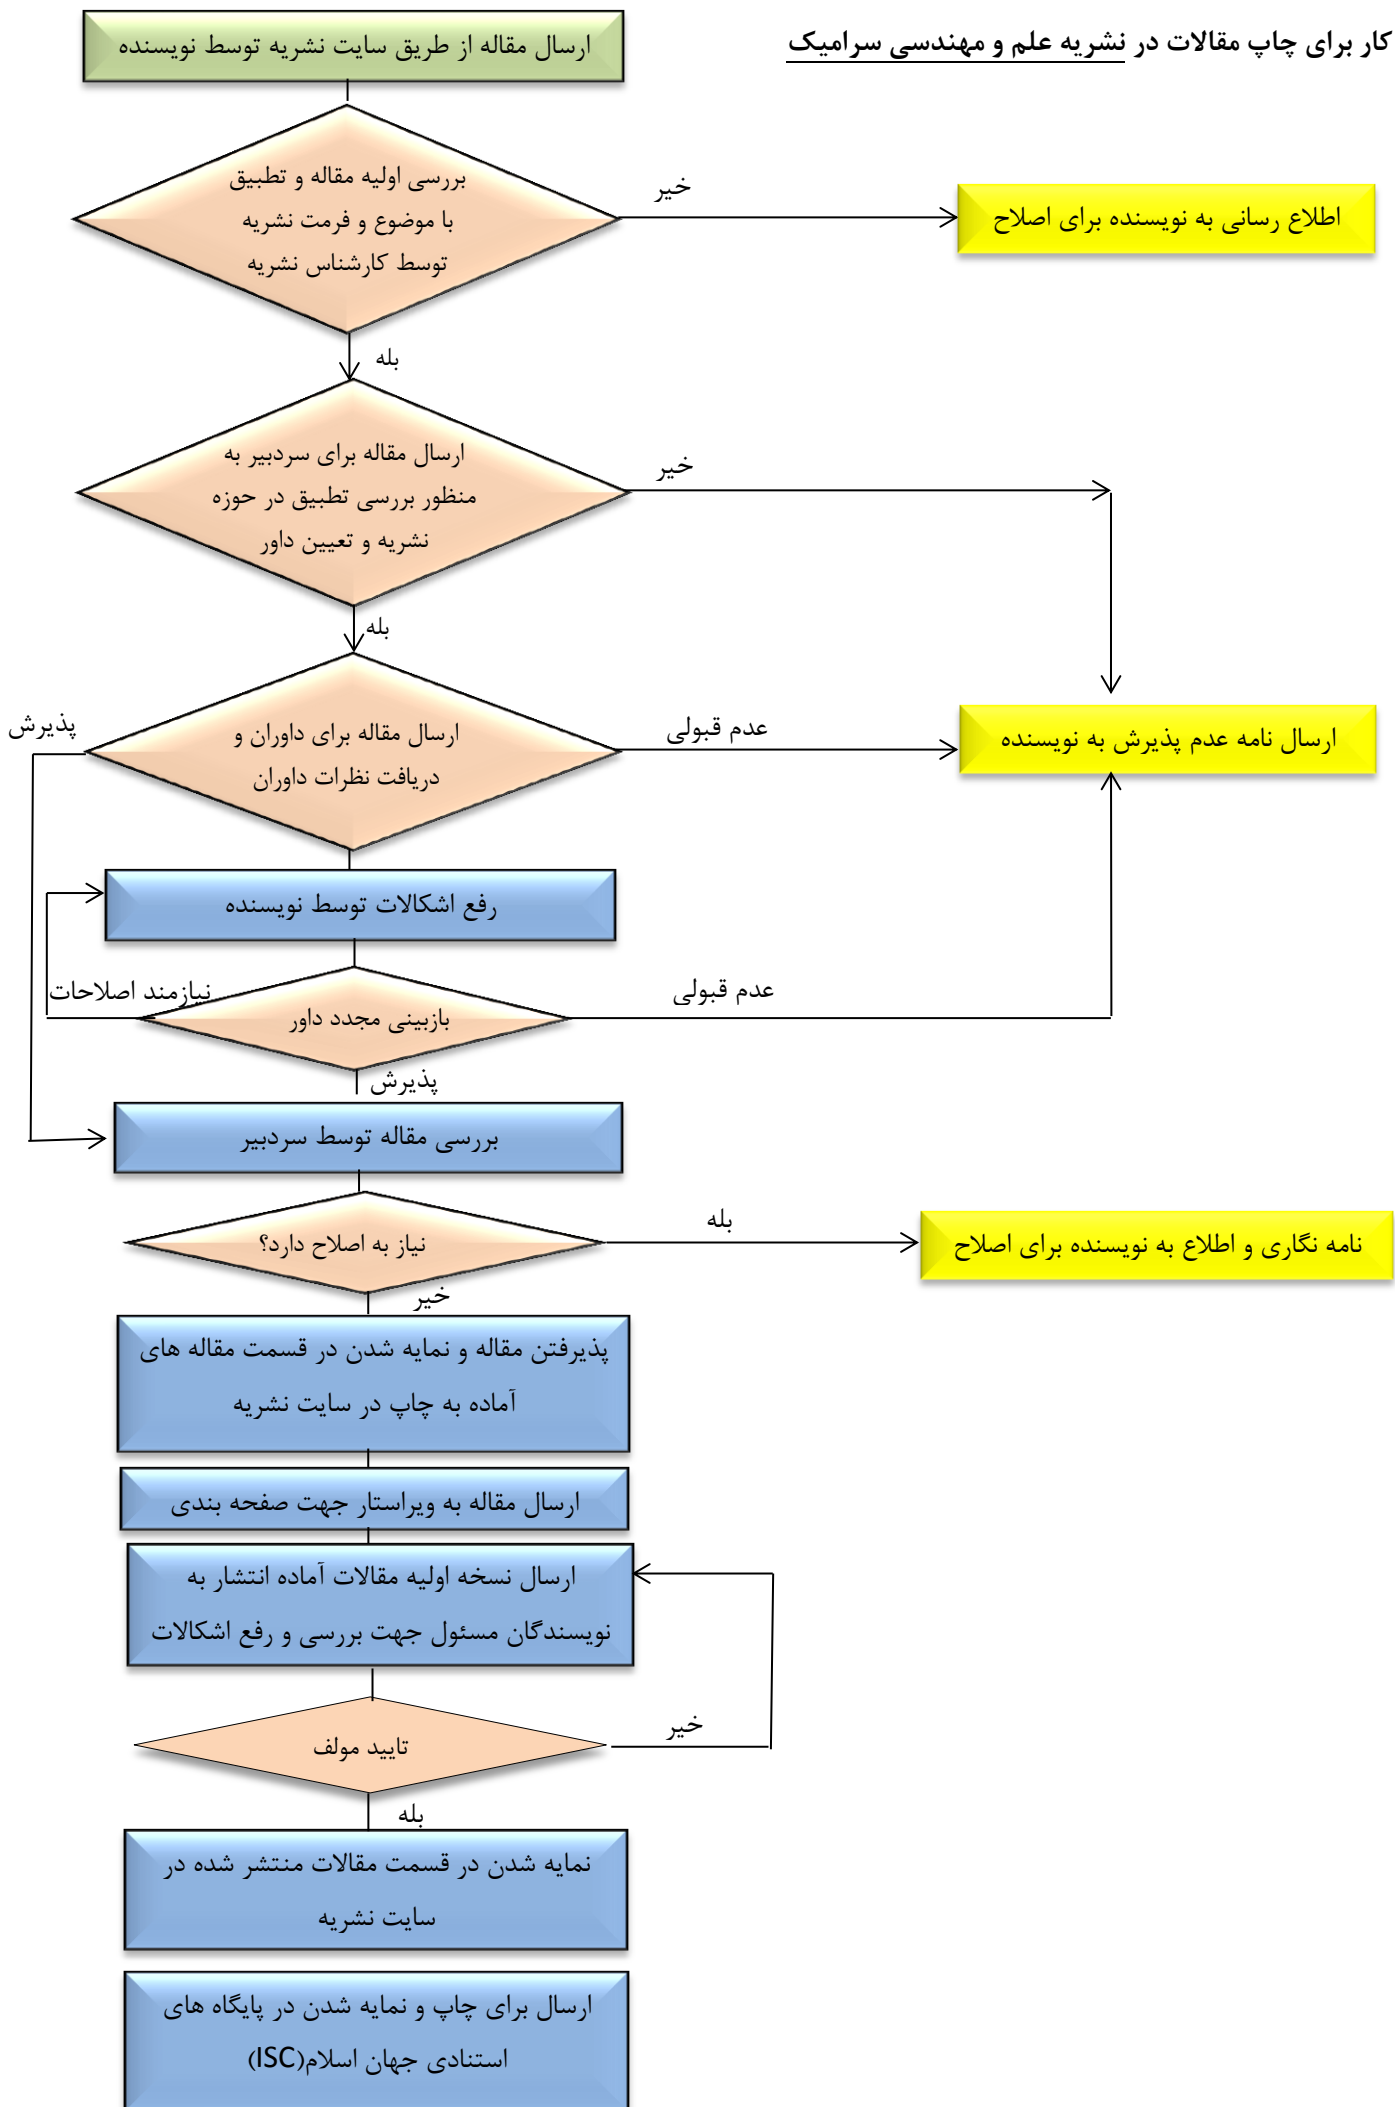 کار برای چاپ مقالات در نشریه علم و مهندسی سرامیک
ارسال مقاله از طریق سایت نشریه توسط نویسنده
بررسی اولیه مقاله و تطبیق
با موضوع و فرمت نشریه
توسط کارشناس نشریه
خیر
اطلاع رسانی به نویسنده برای اصلاح
بله
ارسال مقاله برای سردبیر به
منظور بررسی تطبیق در حوزه
نشریه و تعیین داور
خیر
بله
ارسال مقاله برای داوران و
دریافت نظرات داوران
پذیرش
عدم قبولی
ارسال نامه عدم پذیرش به نویسنده
رفع اشکالات توسط نویسنده
نیازمند اصلاحات
بازبینی مجدد داور
عدم قبولی
پذیرش
بررسی مقاله توسط سردبیر
نیاز به اصلاح دارد؟
بله
نامه نگاری و اطلاع به نویسنده برای اصلاح
خیر
پذیرفتن مقاله و نمایه شدن در قسمت مقاله های
آماده به چاپ در سایت نشریه
ارسال مقاله به ویراستار جهت صفحه بندی
ارسال نسخه اولیه مقالات آماده انتشار به
نویسندگان مسئول جهت بررسی و رفع اشکالات
تایید مولف
خیر
بله
نمایه شدن در قسمت مقالات منتشر شده در
سایت نشریه
ارسال برای چاپ و نمایه شدن در پایگاه های
استنادی جهان اسلام(ISC)